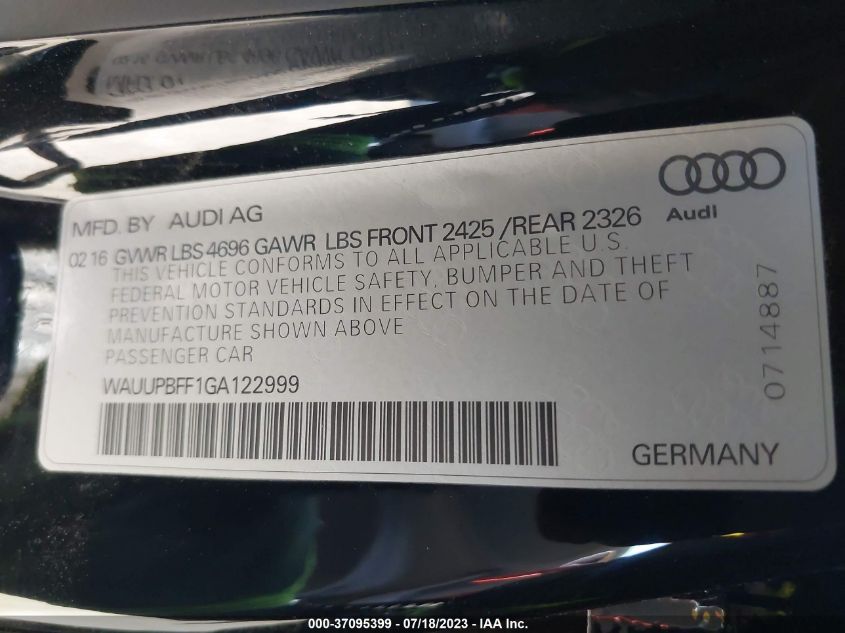 MFD. BY AUDI AG
Audi
02 16 GVWR LBS 4696 GAWR LBS FRONT 2425 /REAR 2326
THIS VEHICLE CONFORMS TO ALL APPLICABLE U.S.
FEDERAL MOTOR VEHICLE SAFETY, BUMPER AND THEFT
PREVENTION STANDARDS IN EFFECT ON THE DATE OF
MANUFACTURE SHOWN ABOVE
PASSENGER CAR
WAUUPBFF1GA122999
0714887
GERMANY
000-37095399 - 07/18/2023 - IAA Inc.